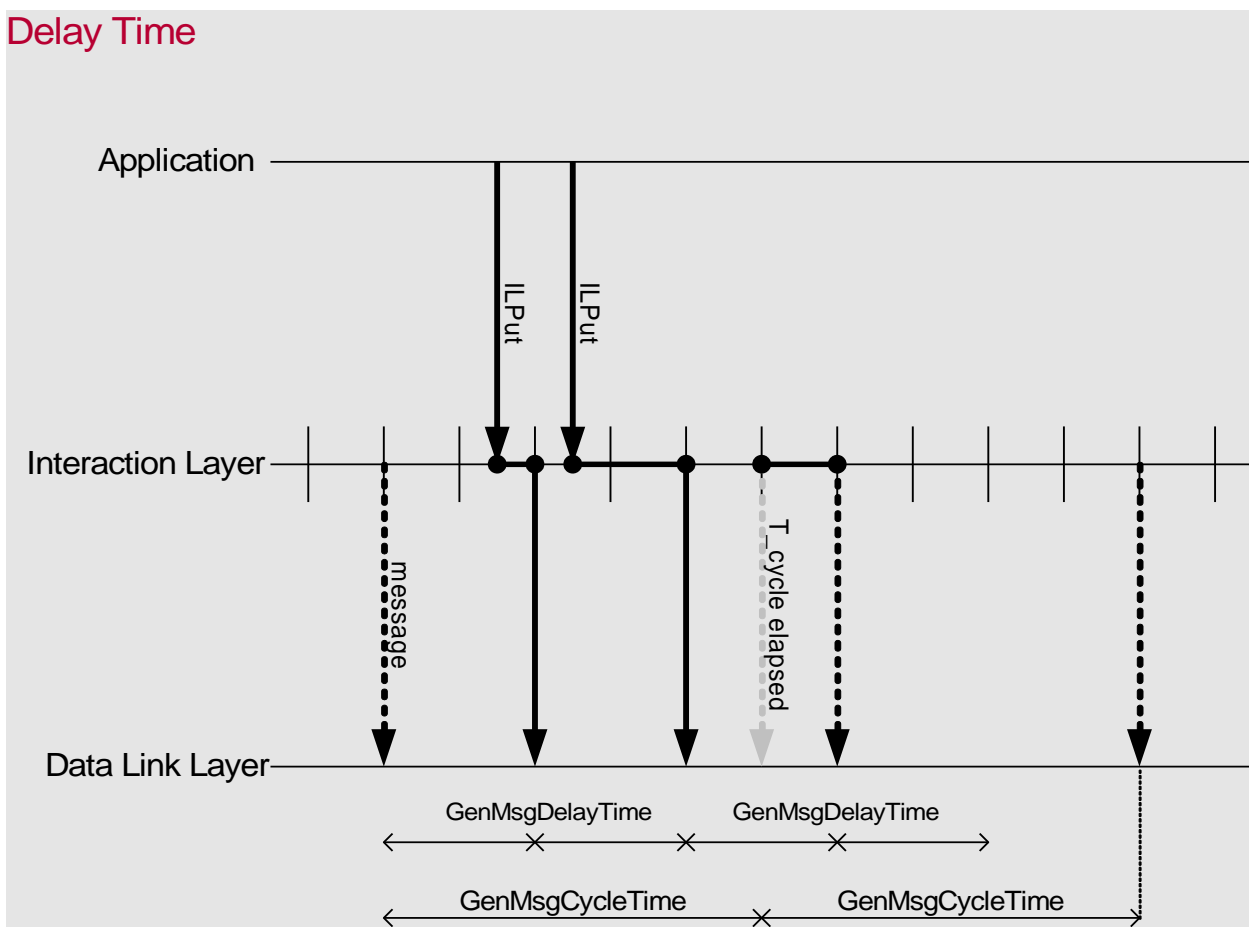 Delay Time
Application
ILPut
ILPut
Interaction Layer
message
T_cycle elapsed
Data Link Layer
GenMsgDelayTime
GenMsgDelayTime
GenMsgCycleTime
GenMsgCycleTime